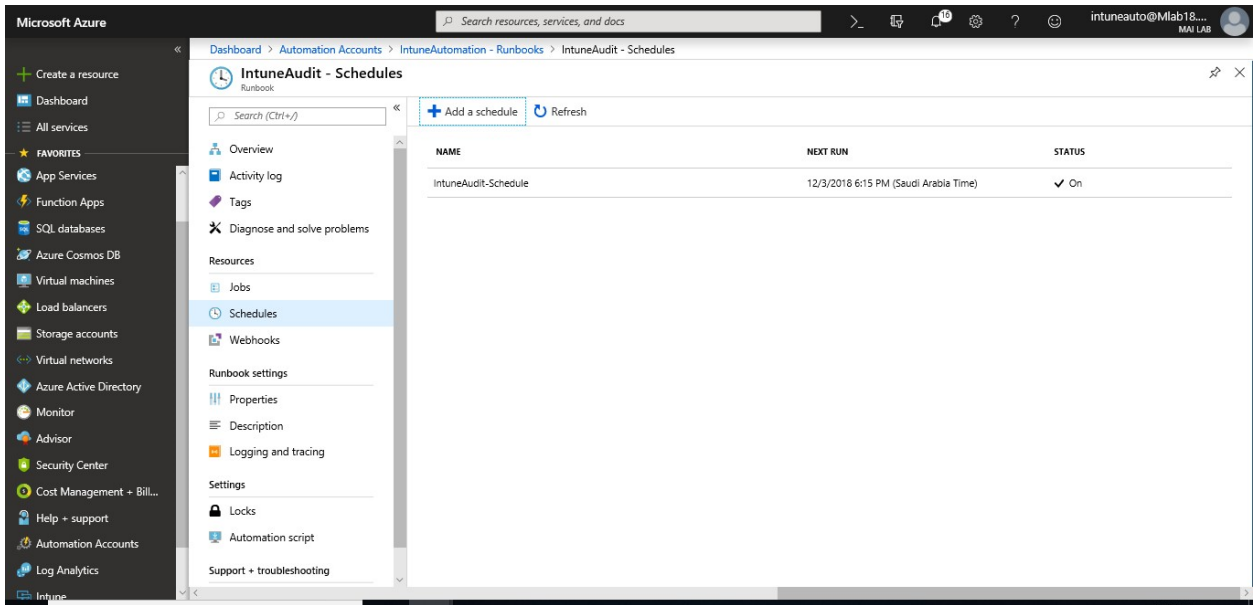 Microsoft Azure
Search resources, services, and docs
16
intuneauto@Mlab18....
MAI LAB
Dashboard > Automation Accounts > IntuneAutomation - Runbooks > IntuneAudit - Schedules
Create a resource
Dashboard
All services
FAVORITES
App Services
Function Apps
SQL databases
Azure Cosmos DB
Virtual machines
Load balancers
Storage accounts
Virtual networks
Azure Active Directory
Monitor
Advisor
Security Center
Cost Management + Bill...
Help + support
Automation Accounts
Log Analytics
Intune
IntuneAudit - Schedules
Runbook
Search (Ctrl+/)
Overview
Activity log
Tags
Diagnose and solve problems
Resources
Jobs
Schedules
Webhooks
Runbook settings
Properties
Description
Logging and tracing
Settings
Locks
Automation script
Support + troubleshooting
Add a schedule
Refresh
NAME NEXT RUN STATUS
IntuneAudit-Schedule 12/3/2018 6:15 PM (Saudi Arabia Time) ✔ On